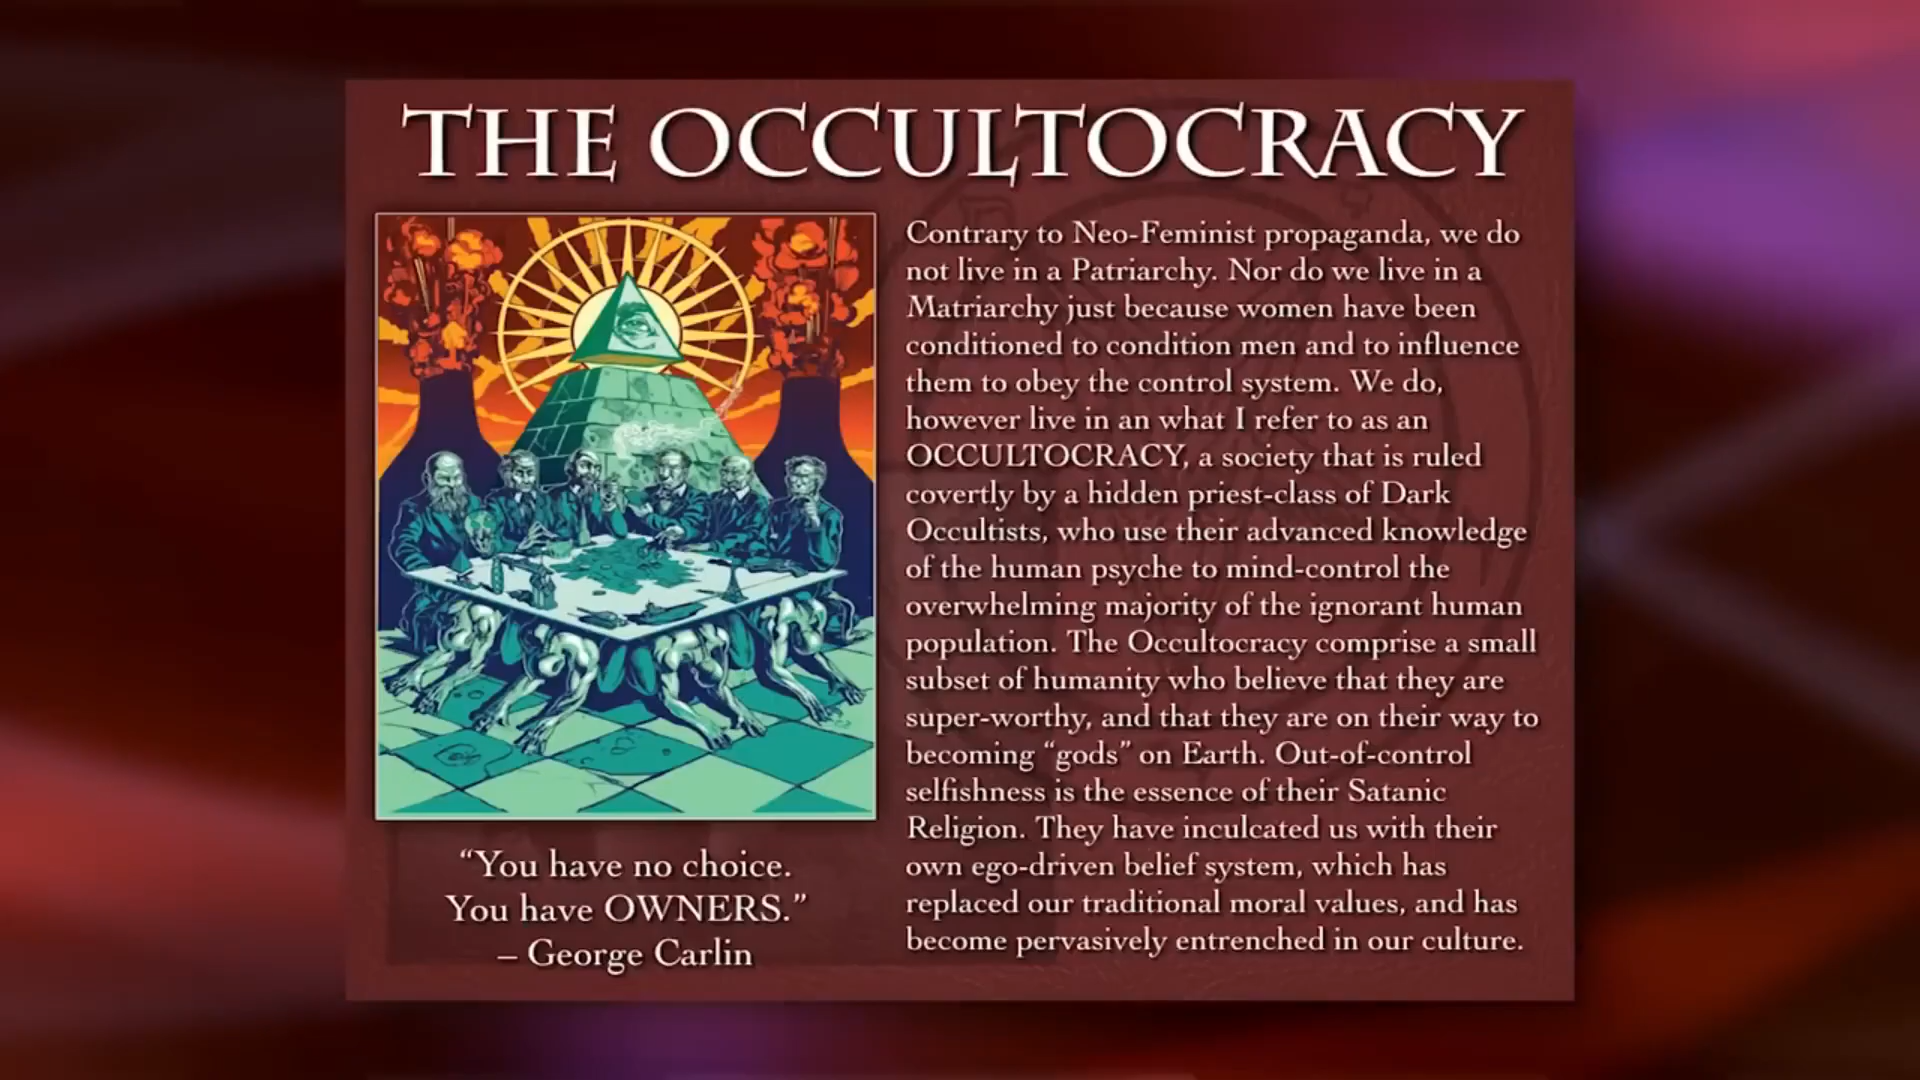 THE OCCULTOCRACY
Contrary to Neo-Feminist propaganda, we do
not live in a Patriarchy. Nor do we live in a
Matriarchy just because women have been
conditioned to condition men and to influence
them to obey the control system. We do,
however live in an what I refer to as an
OCCULTOCRACY, a society that is ruled
covertly by a hidden priest-class of Dark
Occultists, who use their advanced knowledge
of the human psyche to mind-control the
overwhelming majority of the ignorant human
population. The Occultocracy comprise a small
subset of humanity who believe that they are
super-worthy, and that they are on their way to
becoming “gods” on Earth. Out-of-control
selfishness is the essence of their Satanic
Religion. They have inculcated us with their
own ego-driven belief system, which has
replaced our traditional moral values, and has
become pervasively entrenched in our culture.
“You have no choice.
You have OWNERS.”
– George Carlin